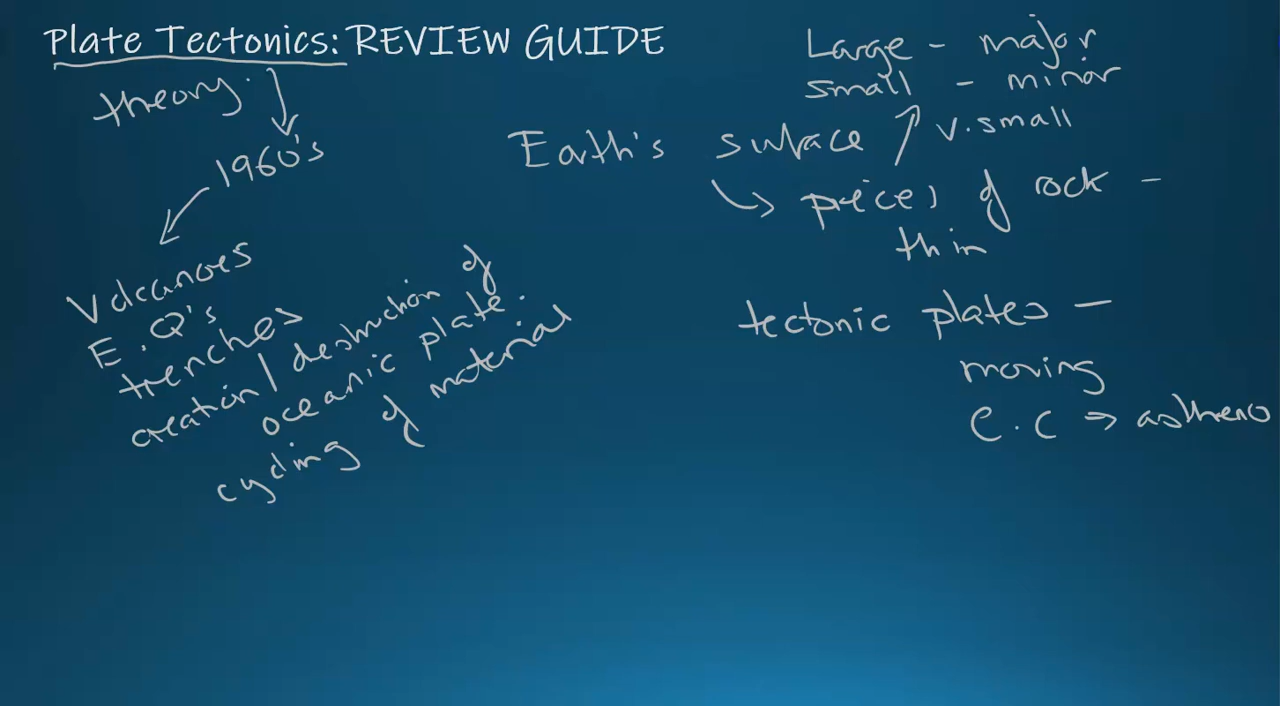 Plate Tectonics: REVIEW GUIDE
theory.
1960's
Volcanoes
E.Q's
trenches
creation/destruction of
oceanic plate.
cycling of material
Large - major
small - minor
v.small
Earth's surface
pieces of rock -
thin
tectonic plates -
moving
C.C → astheno